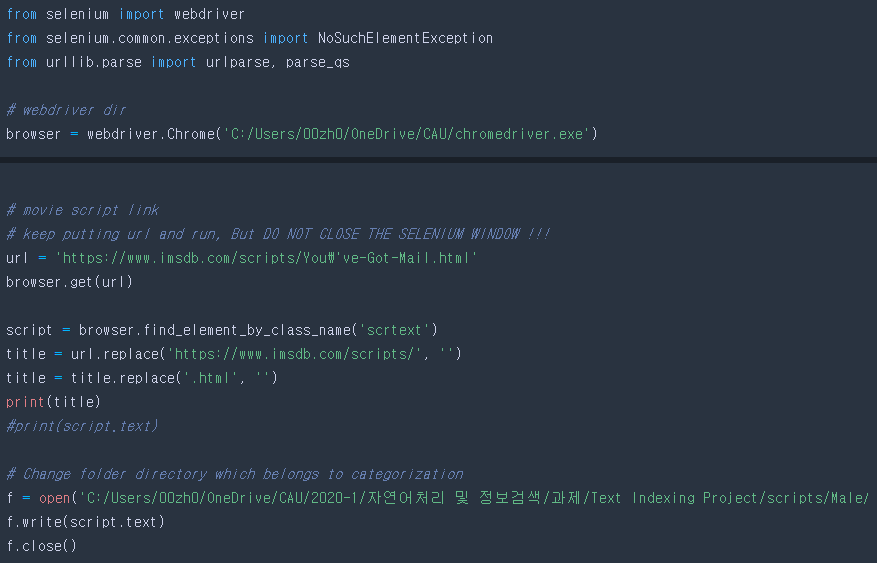 from selenium import webdriver
from selenium.common.exceptions import NoSuchElementException
from urllib.parse import urlparse, parse_qs
# webdriver dir
browser = webdriver.Chrome('C:/Users/OOzhO/OneDrive/CAU/chromedriver.exe')
# movie script link
# keep putting url and run, But DO NOT CLOSE THE SELENIUM WINDOW !!!
url = 'https://www.imsdb.com/scripts/You₩'ve-Got-Mail.html'
browser.get(url)
script = browser.find_element_by_class_name('scrtext')
title = url.replace('https://www.imsdb.com/scripts/', '')
title = title.replace('.html', '')
print(title)
#print(script.text)
# Change folder directory which belongs to categorization
f = open('C:/Users/OOzhO/OneDrive/CAU/2020-1/자연어처리 및 정보검색/과제/Text Indexing Project/scripts/Male/
f.write(script.text)
f.close()